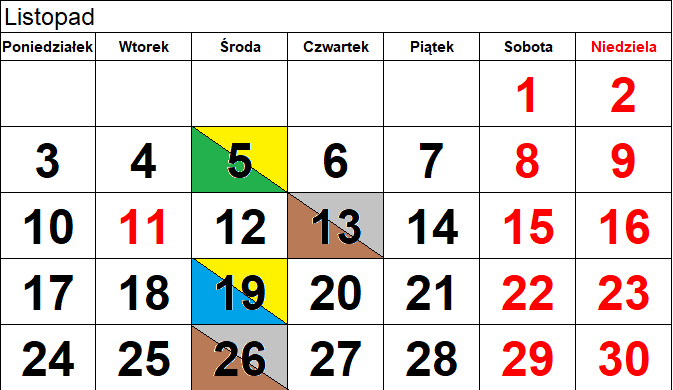 Listopad
Poniedziałek Wtorek Środa Czwartek Piątek Sobota Niedziela
1 2
3 4 5 6 7 8 9
10 11 12 13 14 15 16
17 18 19 20 21 22 23
24 25 26 27 28 29 30